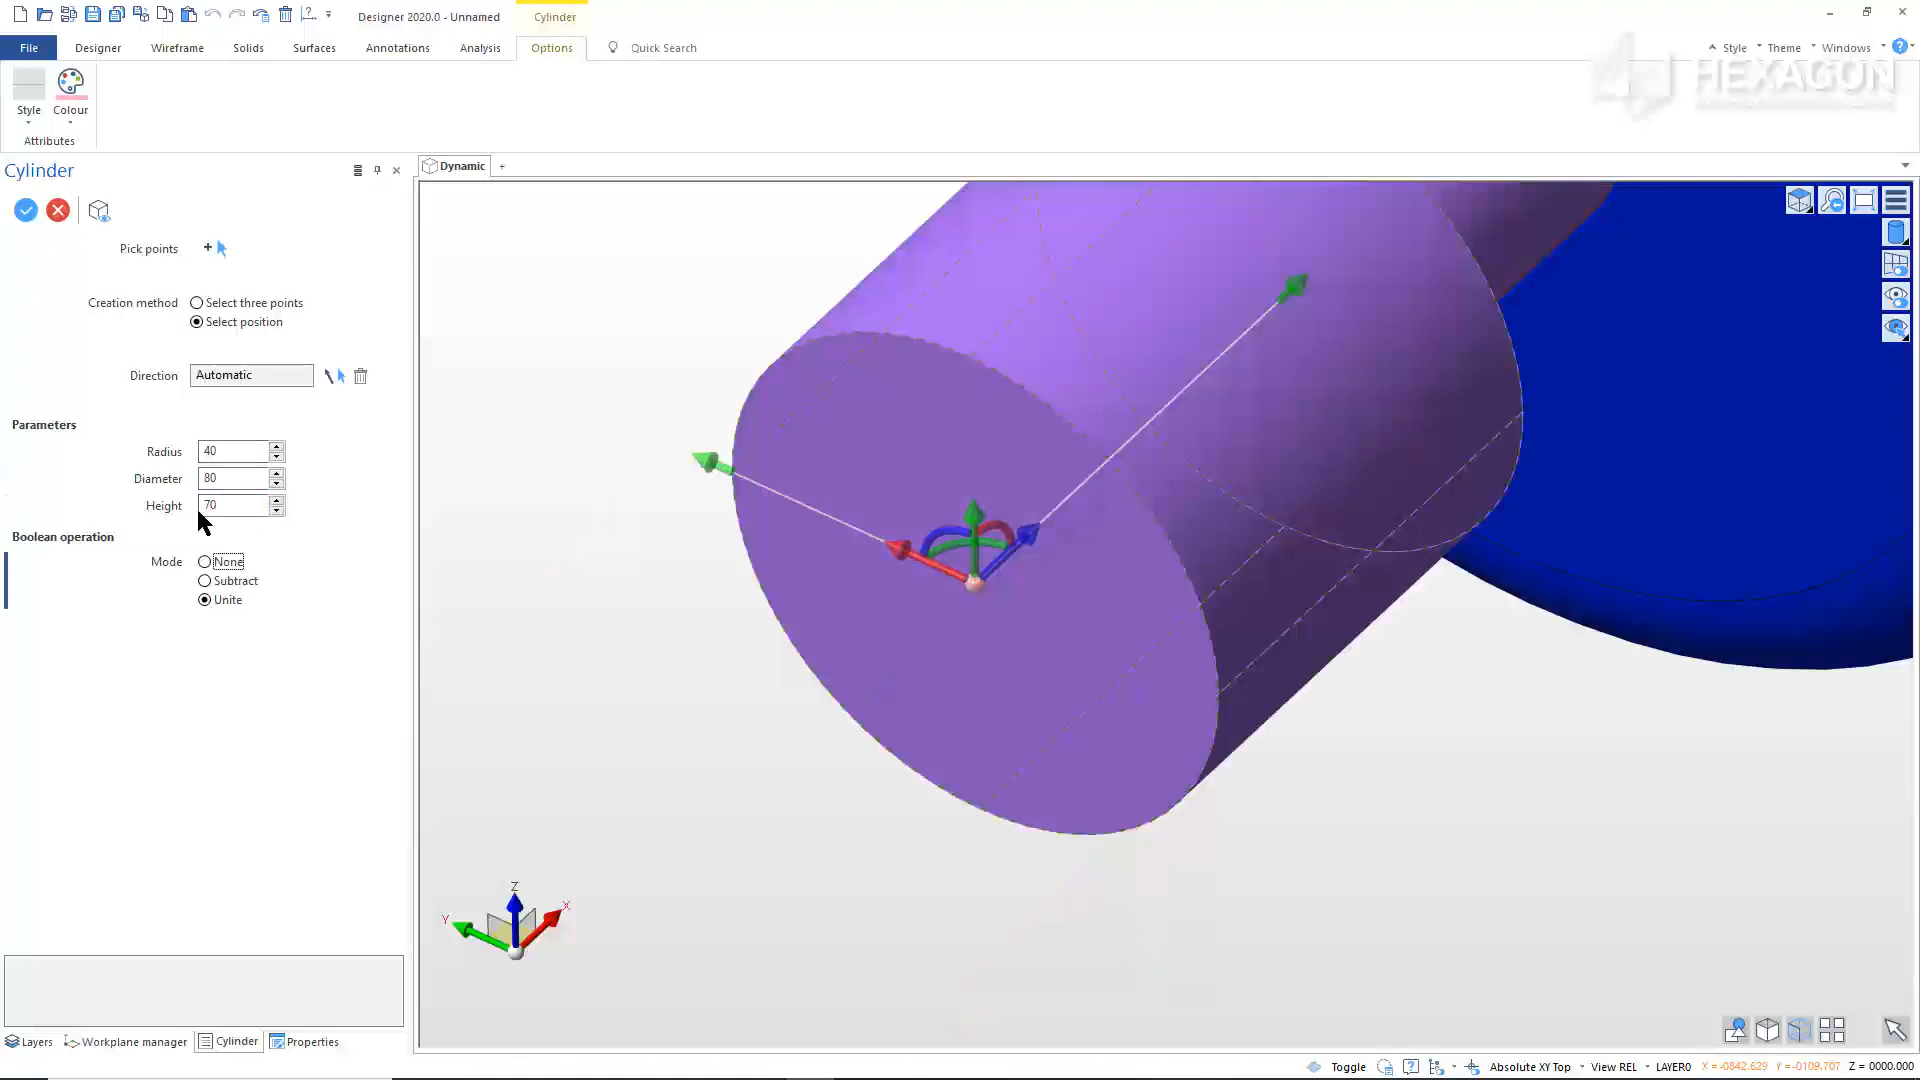 Designer 2020.0 - Unnamed
Cylinder
File
Designer
Wireframe
Solids
Surfaces
Annotations
Analysis
Options
Quick Search
Style
Theme
Windows
HEXAGON
Style
Colour
Attributes
Cylinder
Dynamic
+
Pick points
Creation method
Select three points
Select position
Direction
Automatic
Parameters
Radius
40
Diameter
80
Height
70
Boolean operation
Mode
None
Subtract
Unite
Z
X
Y
Layers
Workplane manager
Cylinder
Properties
Toggle
Absolute XY Top
View REL
LAYER0
X = -0842.629
Y = -0109.707
Z = 0000.000